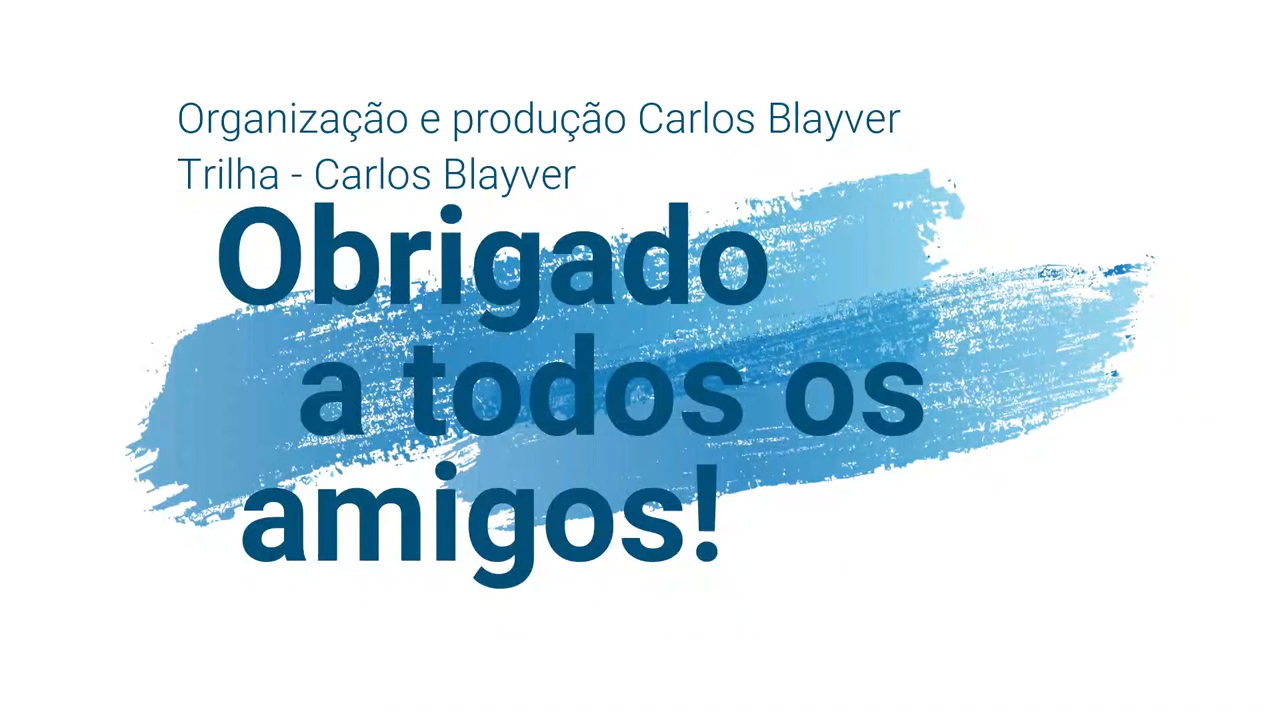 Organização e produção Carlos Blayver
Trilha - Carlos Blayver
Obrigado
a todos os
amigos!